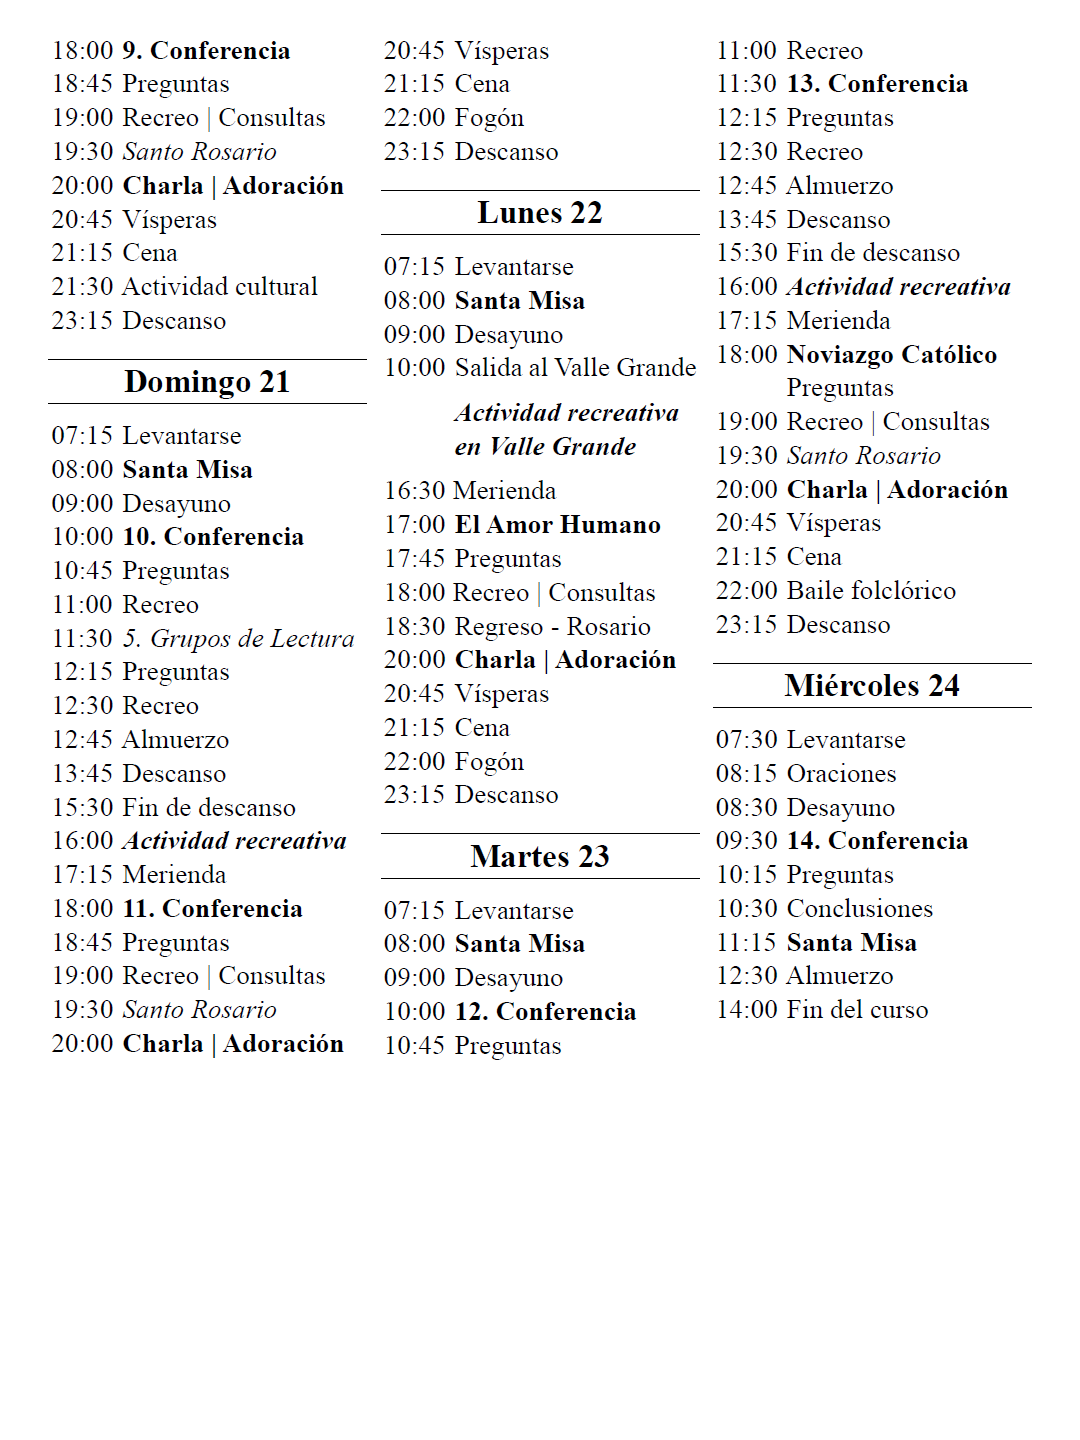 18:00 9. Conferencia
18:45 Preguntas
19:00 Recreo | Consultas
19:30 Santo Rosario
20:00 Charla | Adoración
20:45 Vísperas
21:15 Cena
21:30 Actividad cultural
23:15 Descanso
Domingo 21
07:15 Levantarse
08:00 Santa Misa
09:00 Desayuno
10:00 10. Conferencia
10:45 Preguntas
11:00 Recreo
11:30 5. Grupos de Lectura
12:15 Preguntas
12:30 Recreo
12:45 Almuerzo
13:45 Descanso
15:30 Fin de descanso
16:00 Actividad recreativa
17:15 Merienda
18:00 11. Conferencia
18:45 Preguntas
19:00 Recreo | Consultas
19:30 Santo Rosario
20:00 Charla | Adoración
20:45 Vísperas
21:15 Cena
22:00 Fogón
23:15 Descanso
Lunes 22
07:15 Levantarse
08:00 Santa Misa
09:00 Desayuno
10:00 Salida al Valle Grande
Actividad recreativa
en Valle Grande
16:30 Merienda
17:00 El Amor Humano
17:45 Preguntas
18:00 Recreo | Consultas
18:30 Regreso - Rosario
20:00 Charla | Adoración
20:45 Vísperas
21:15 Cena
22:00 Fogón
23:15 Descanso
Martes 23
07:15 Levantarse
08:00 Santa Misa
09:00 Desayuno
10:00 12. Conferencia
10:45 Preguntas
11:00 Recreo
11:30 13. Conferencia
12:15 Preguntas
12:30 Recreo
12:45 Almuerzo
13:45 Descanso
15:30 Fin de descanso
16:00 Actividad recreativa
17:15 Merienda
18:00 Noviazgo Católico
Preguntas
19:00 Recreo | Consultas
19:30 Santo Rosario
20:00 Charla | Adoración
20:45 Vísperas
21:15 Cena
22:00 Baile folclórico
23:15 Descanso
Miércoles 24
07:30 Levantarse
08:15 Oraciones
08:30 Desayuno
09:30 14. Conferencia
10:15 Preguntas
10:30 Conclusiones
11:15 Santa Misa
12:30 Almuerzo
14:00 Fin del curso